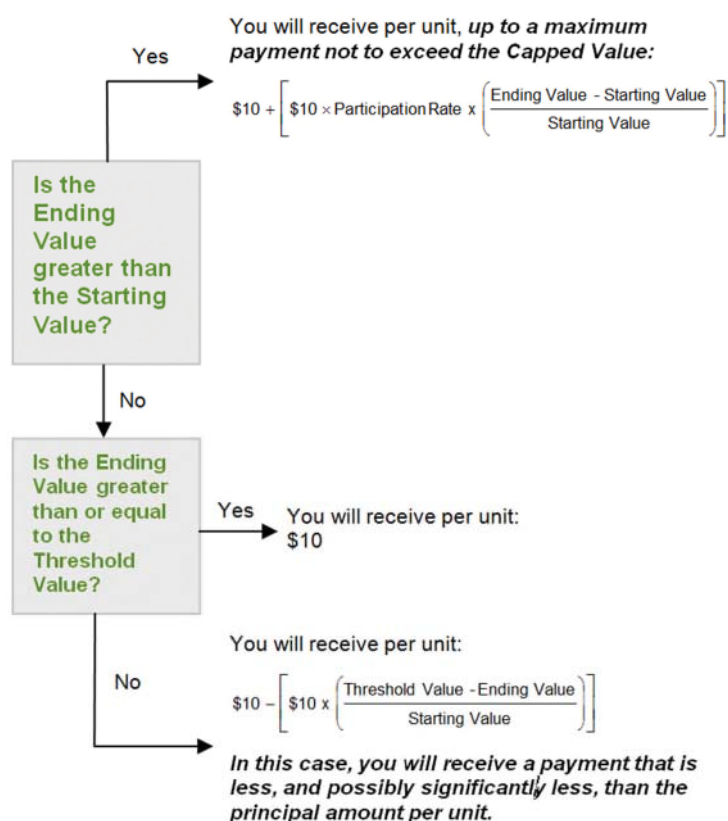 You will receive per unit, up to a maximum
payment not to exceed the Capped Value:
Yes
$10 + [ $10 × Participation Rate x ( Ending Value - Starting Value / Starting Value ) ]
Is the
Ending
Value
greater than
the Starting
Value?
No
Is the Ending
Value greater
than or equal
to the
Threshold
Value?
Yes
You will receive per unit:
$10
You will receive per unit:
No
$10 – [ $10 x ( Threshold Value - Ending Value / Starting Value ) ]
In this case, you will receive a payment that is
less, and possibly significantly less, than the
principal amount per unit.